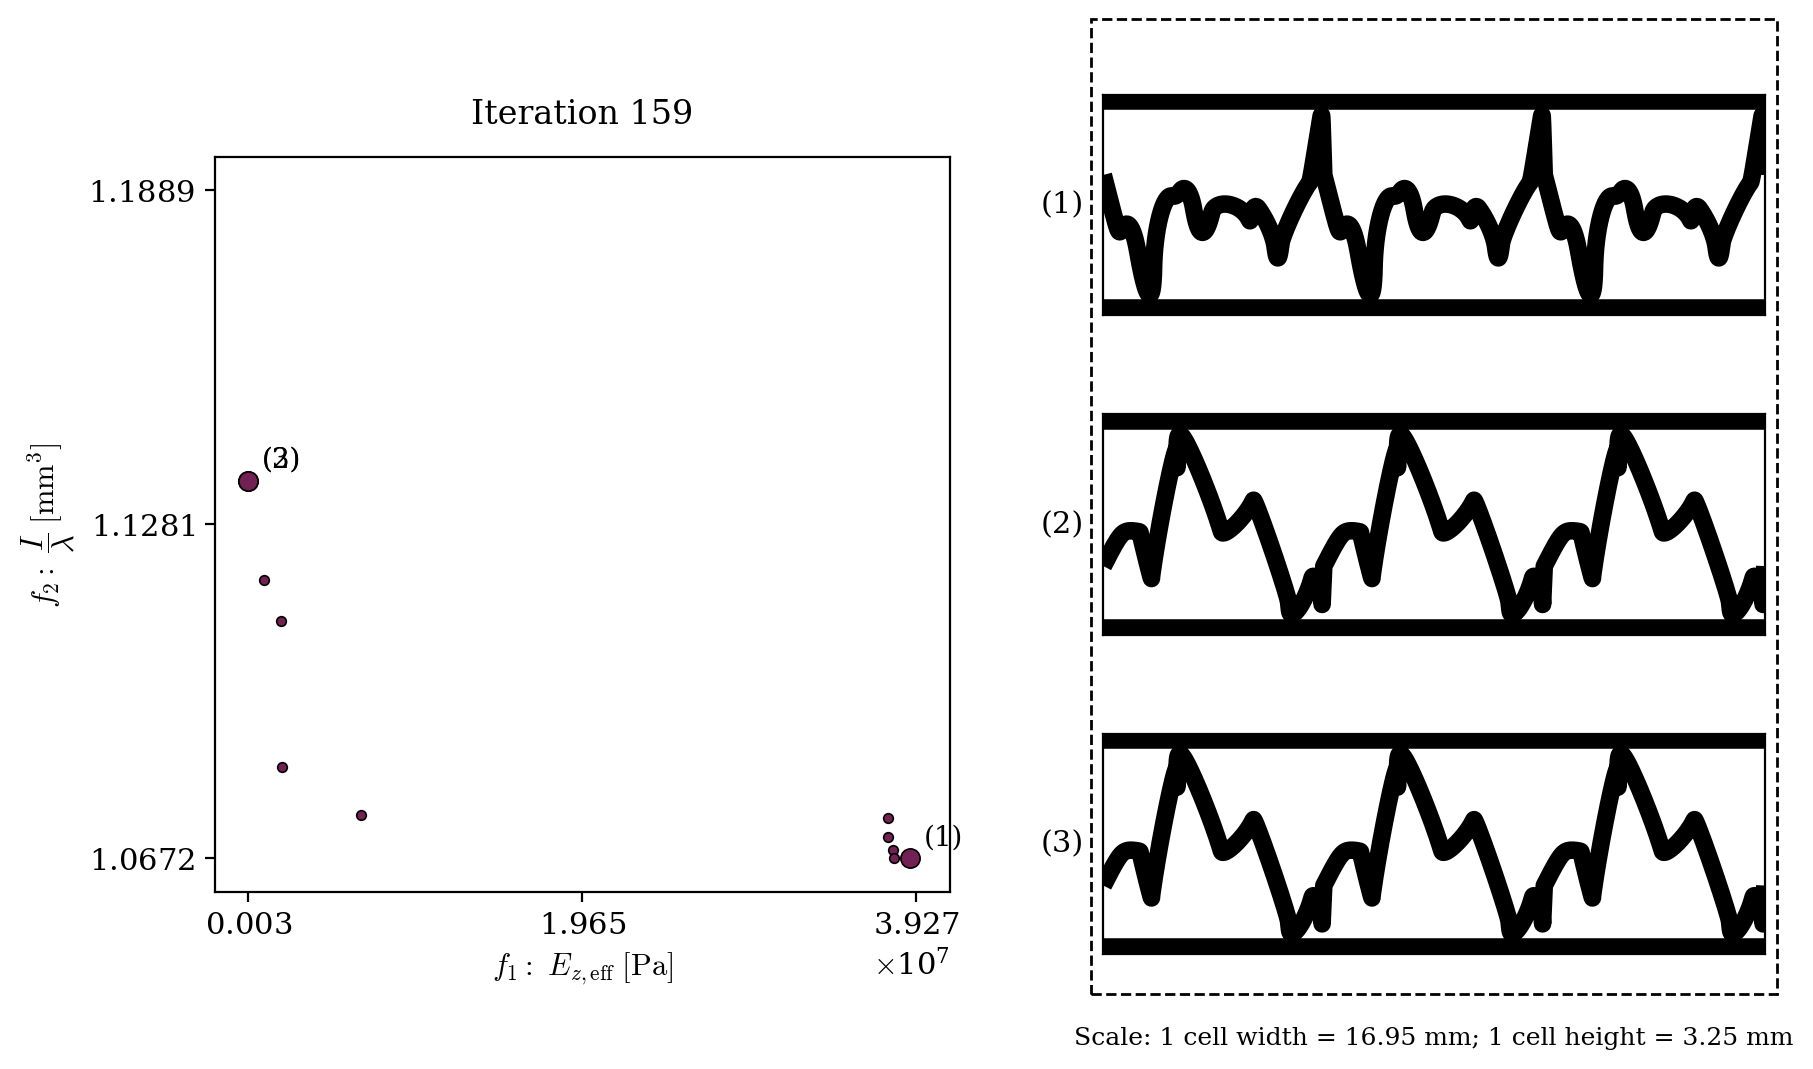 Iteration 159
1.1889
1.1281
1.0672
f₂ : I/λ [mm³]
(1)
0.003
1.965
3.927
×10⁷
f₁ : E_z,eff [Pa]
(1)
(2)
(3)
Scale: 1 cell width = 16.95 mm; 1 cell height = 3.25 mm